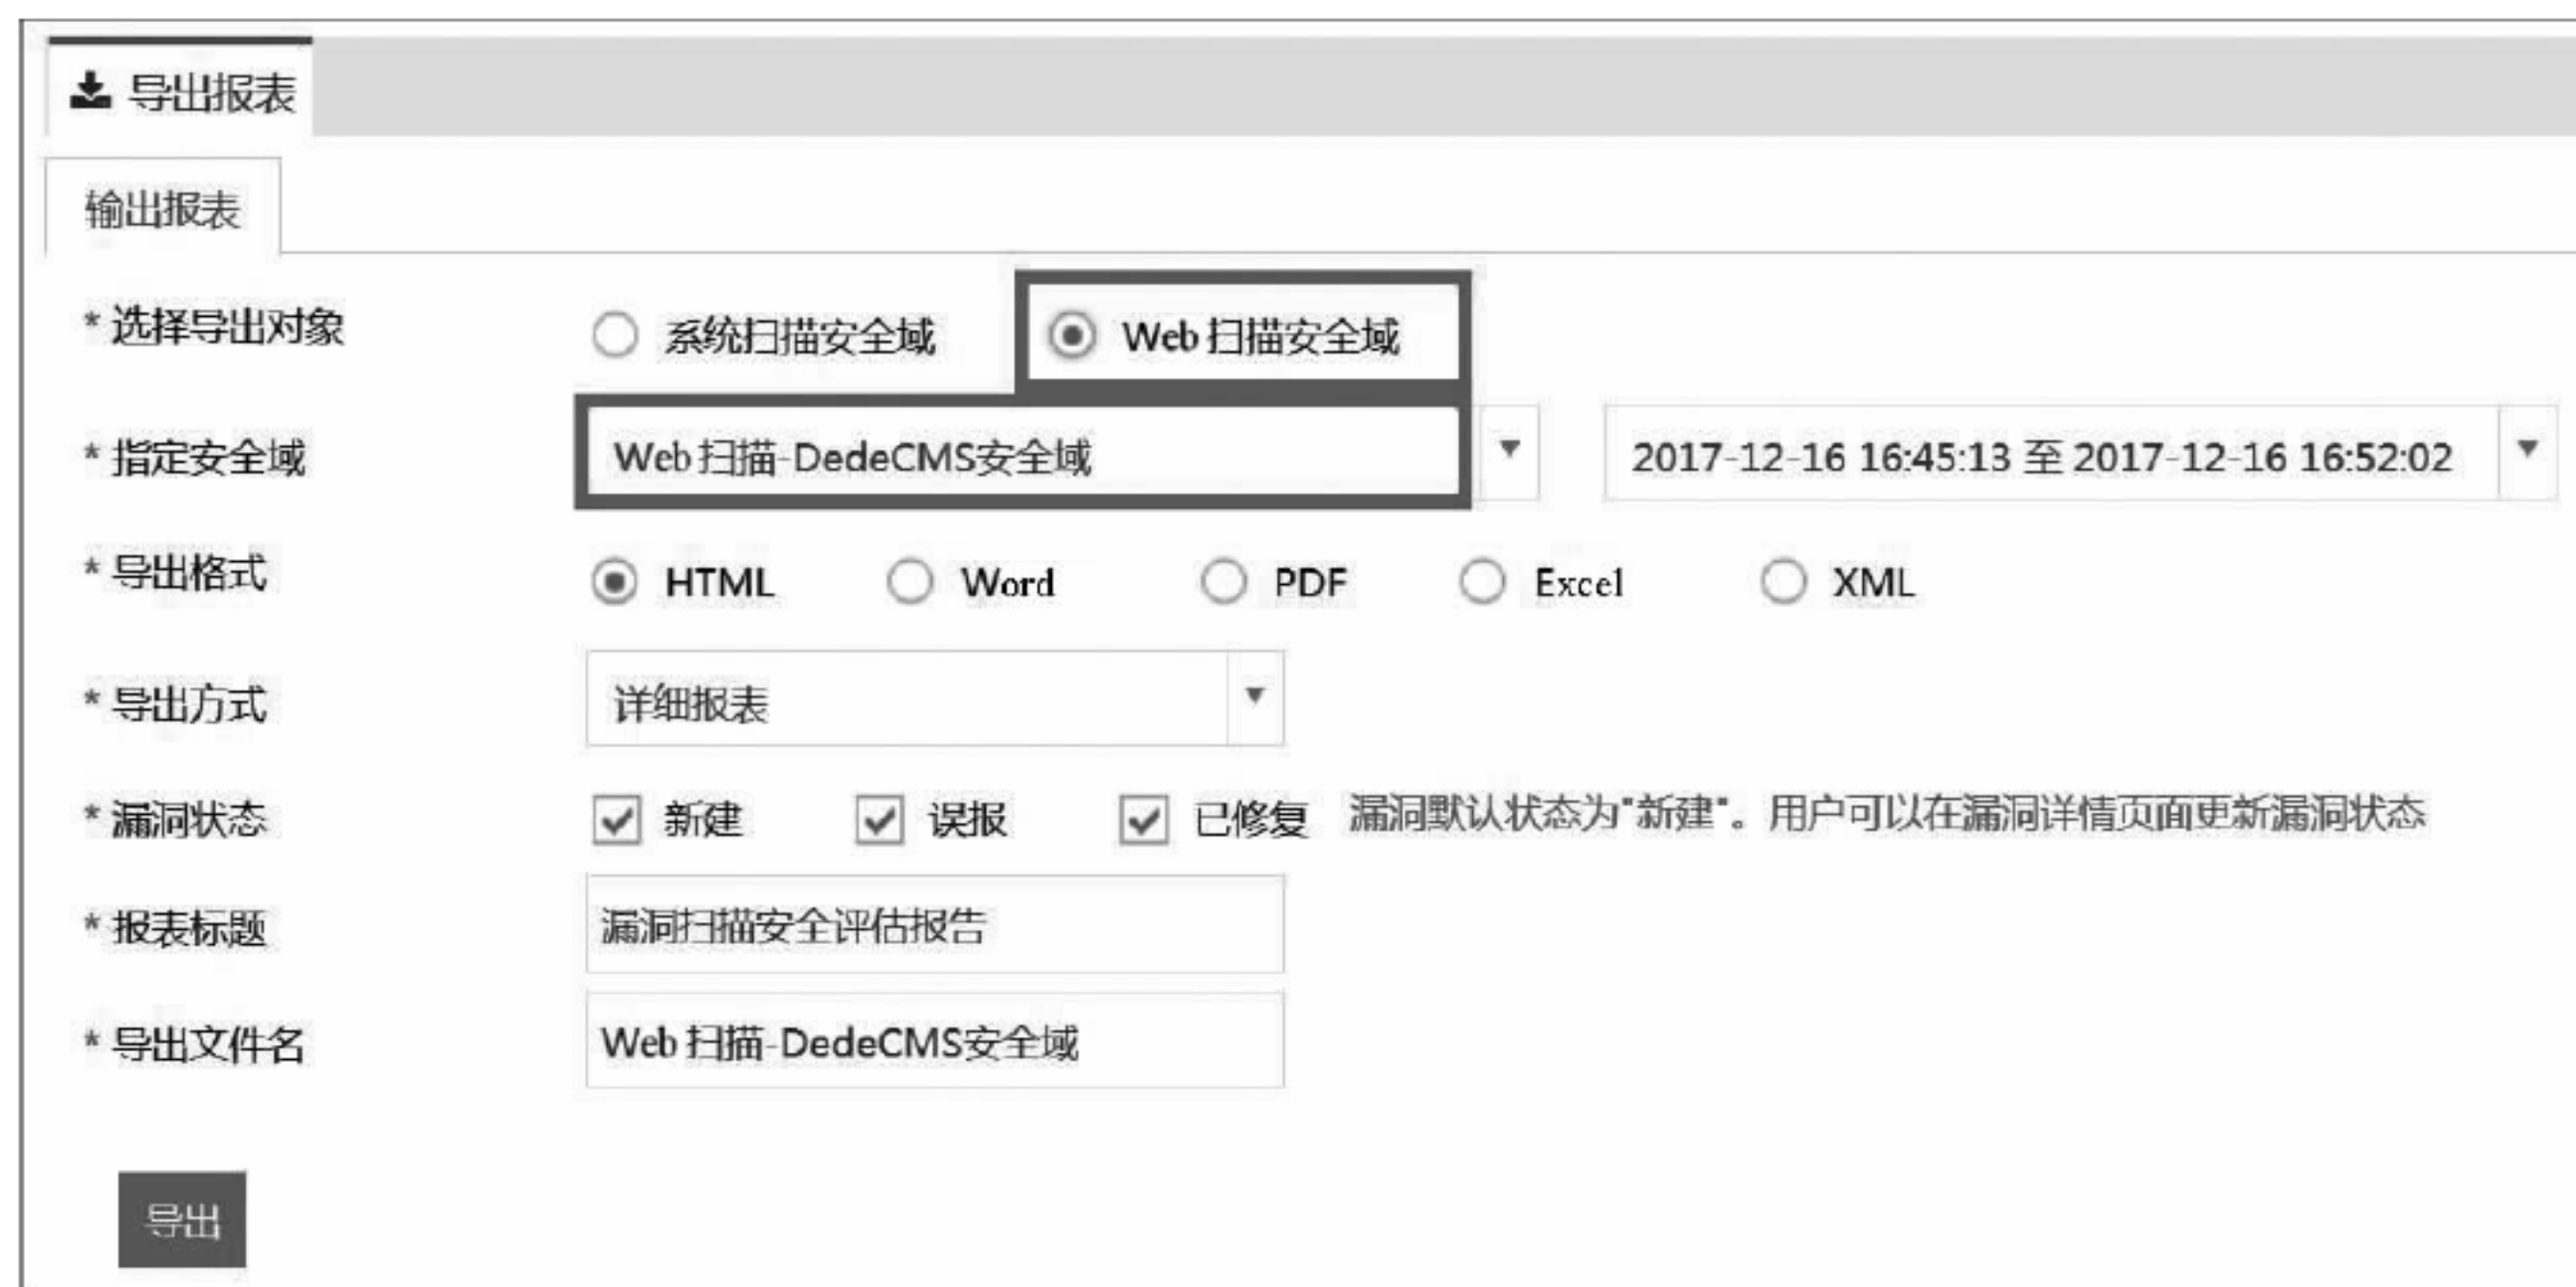 导出报表
输出报表
* 选择导出对象 系统扫描安全域 Web 扫描安全域
* 指定安全域 Web 扫描-DedeCMS安全域 2017-12-16 16:45:13 至 2017-12-16 16:52:02
* 导出格式 HTML Word PDF Excel XML
* 导出方式 详细报表
* 漏洞状态 新建 误报 已修复 漏洞默认状态为"新建"。用户可以在漏洞详情页面更新漏洞状态
* 报表标题 漏洞扫描安全评估报告
* 导出文件名 Web 扫描-DedeCMS安全域
导出